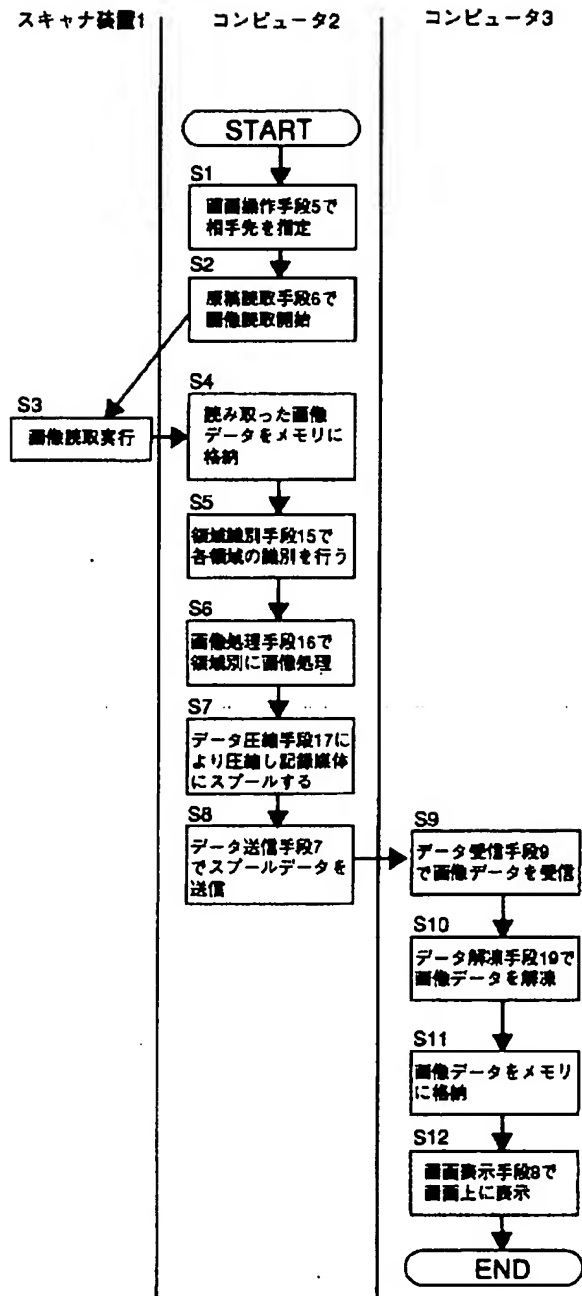 スキャナ装置1
コンピュータ2
コンピュータ3
START
S1
画面操作手段5で
相手先を指定
S2
原稿読取手段6で
画像読取開始
S3
画像読取実行
S4
読み取った画像
データをメモリに
格納
S5
領域識別手段15で
各領域の識別を行う
S6
画像処理手段16で
領域別に画像処理
S7
データ圧縮手段17に
より圧縮し記録媒体
にスプールする
S8
データ送信手段7
でスプールデータを
送信
S9
データ受信手段9
で画像データを受信
S10
データ解凍手段19で
画像データを解凍
S11
画像データをメモリ
に格納
S12
画面表示手段8で
画面上に表示
END